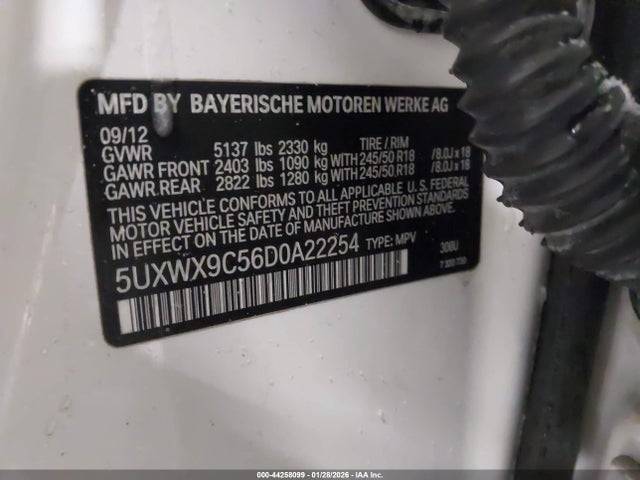 MFD BY BAYERISCHE MOTOREN WERKE AG
09/12
GVWR 5137 lbs 2330 kg TIRE / RIM
GAWR FRONT 2403 lbs 1090 kg WITH 245/50 R18 /8.0J x 18
GAWR REAR 2822 lbs 1280 kg WITH 245/50 R18 /8.0J x 18
THIS VEHICLE CONFORMS TO ALL APPLICABLE U.S. FEDERAL
MOTOR VEHICLE SAFETY AND THEFT PREVENTION STANDARDS
IN EFFECT ON THE DATE OF MANUFACTURE SHOWN ABOVE.
5UXWX9C56D0A22254 TYPE: MPV
000-44258099 | 01/28/2026 | IAA Inc.